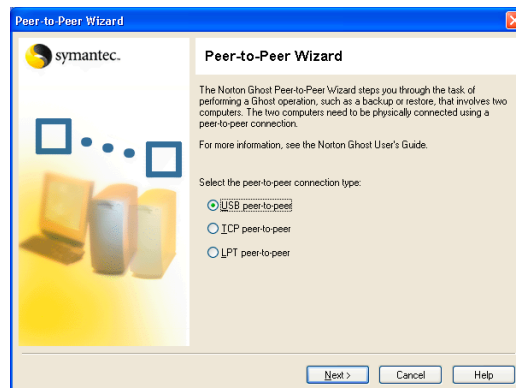 Peer-to-Peer Wizard
symantec.
Peer-to-Peer Wizard
The Norton Ghost Peer-to-Peer Wizard steps you through the task of
performing a Ghost operation, such as a backup or restore, that involves two
computers. The two computers need to be physically connected using a
peer-to-peer connection.
For more information, see the Norton Ghost User's Guide.
Select the peer-to-peer connection type:
USB peer-to-peer
TCP peer-to-peer
LPT peer-to-peer
Next >
Cancel
Help